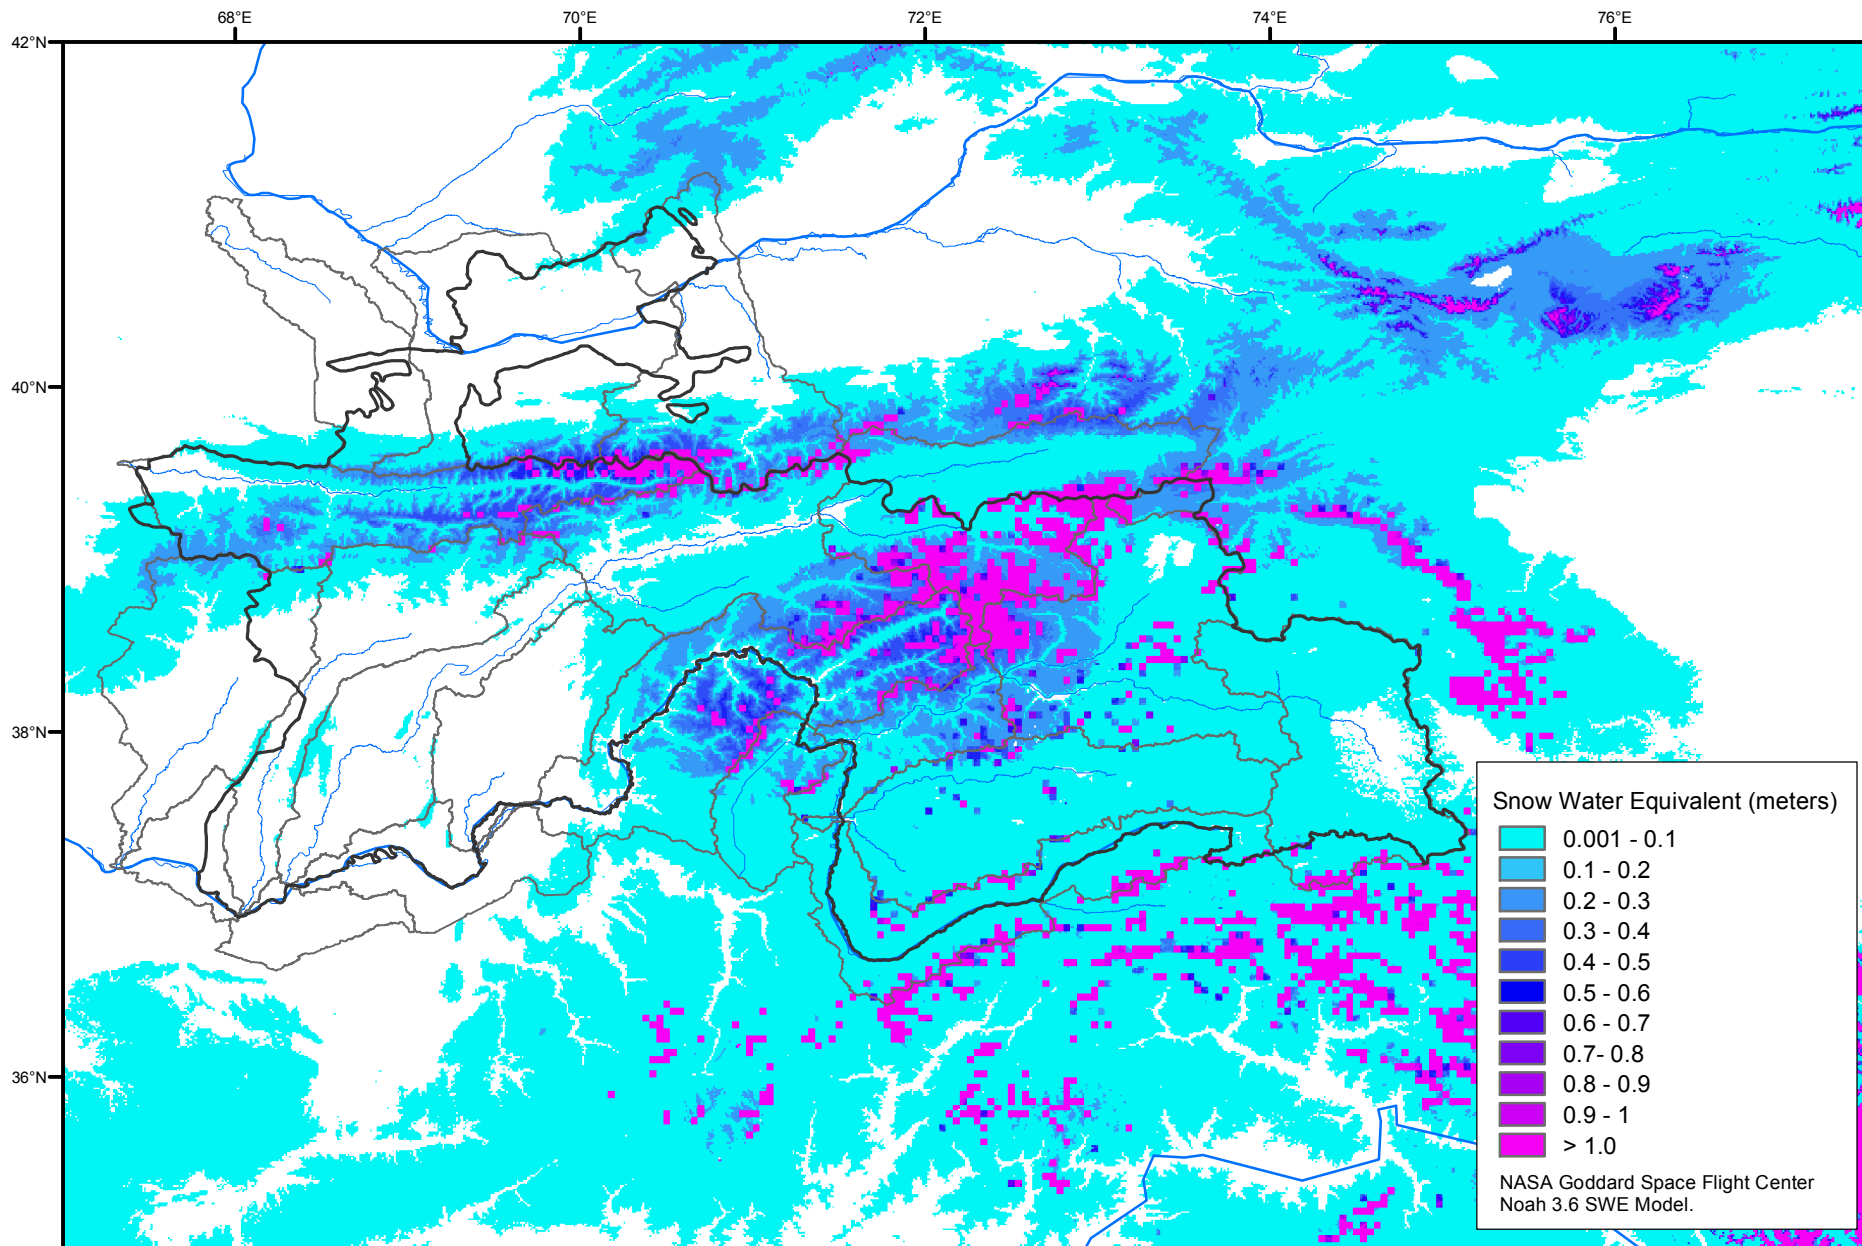 68°E
70°E
72°E
74°E
76°E
42°N
40°N
38°N
36°N
Snow Water Equivalent (meters)
0.001 - 0.1
0.1 - 0.2
0.2 - 0.3
0.3 - 0.4
0.4 - 0.5
0.5 - 0.6
0.6 - 0.7
0.7- 0.8
0.8 - 0.9
0.9 - 1
> 1.0
NASA Goddard Space Flight Center
Noah 3.6 SWE Model.